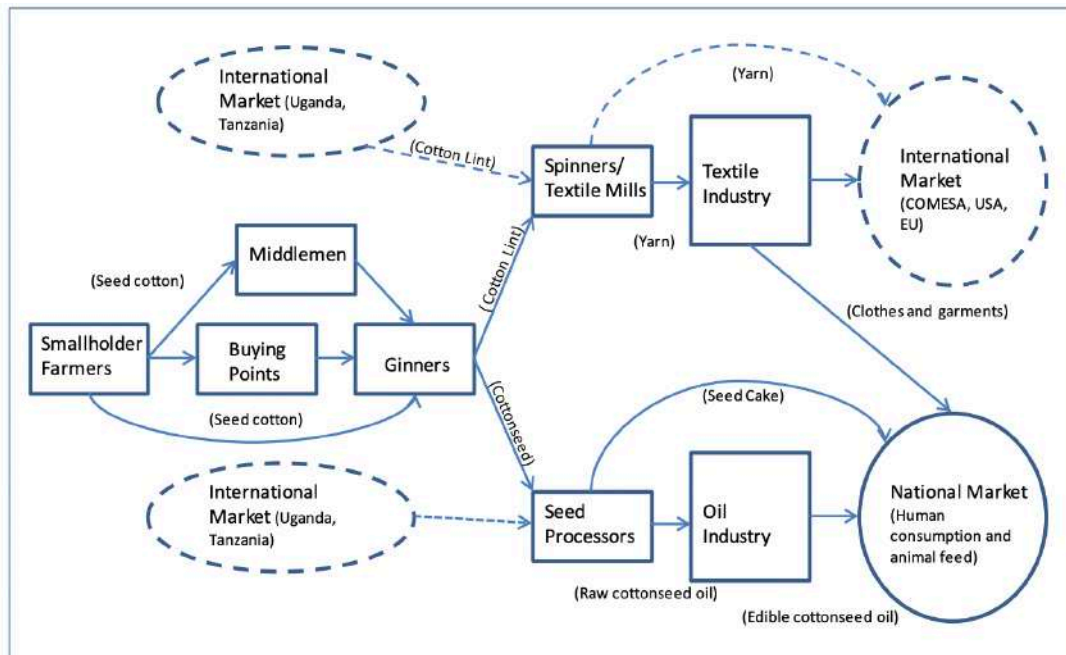 International
Market (Uganda,
Tanzania)
(Yarn)
(Cotton Lint)
Spinners/
Textile Mills
Textile
Industry
International
Market
(COMESA, USA,
EU)
(Yarn)
Middlemen
(Seed cotton)
(Cotton Lint)
(Clothes and garments)
Smallholder
Farmers
Buying
Points
Ginners
(Seed cotton)
(Cottonseed)
(Seed Cake)
International
Market (Uganda,
Tanzania)
Seed
Processors
Oil
Industry
National Market
(Human
consumption and
animal feed)
(Raw cottonseed oil)
(Edible cottonseed oil)